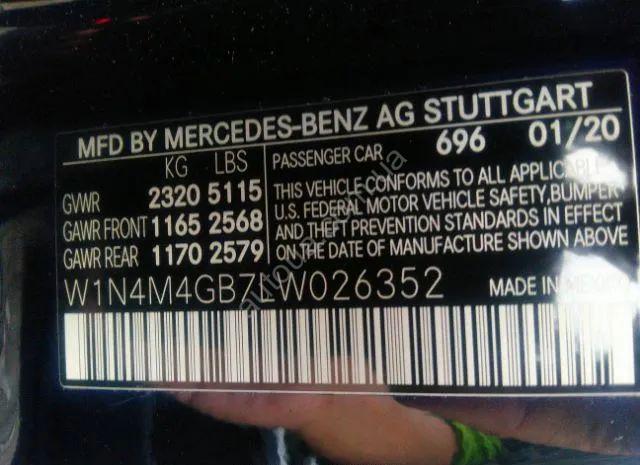 MFD BY MERCEDES-BENZ AG STUTTGART
KG LBS
GVWR 2320 5115
GAWR FRONT 1165 2568
GAWR REAR 1170 2579
PASSENGER CAR 696 01/20
THIS VEHICLE CONFORMS TO ALL APPLICABLE
U.S. FEDERAL MOTOR VEHICLE SAFETY,BUMPER
AND THEFT PREVENTION STANDARDS IN EFFECT
ON THE DATE OF MANUFACTURE SHOWN ABOVE
W1N4M4GB7LW026352
MADE IN MEXICO